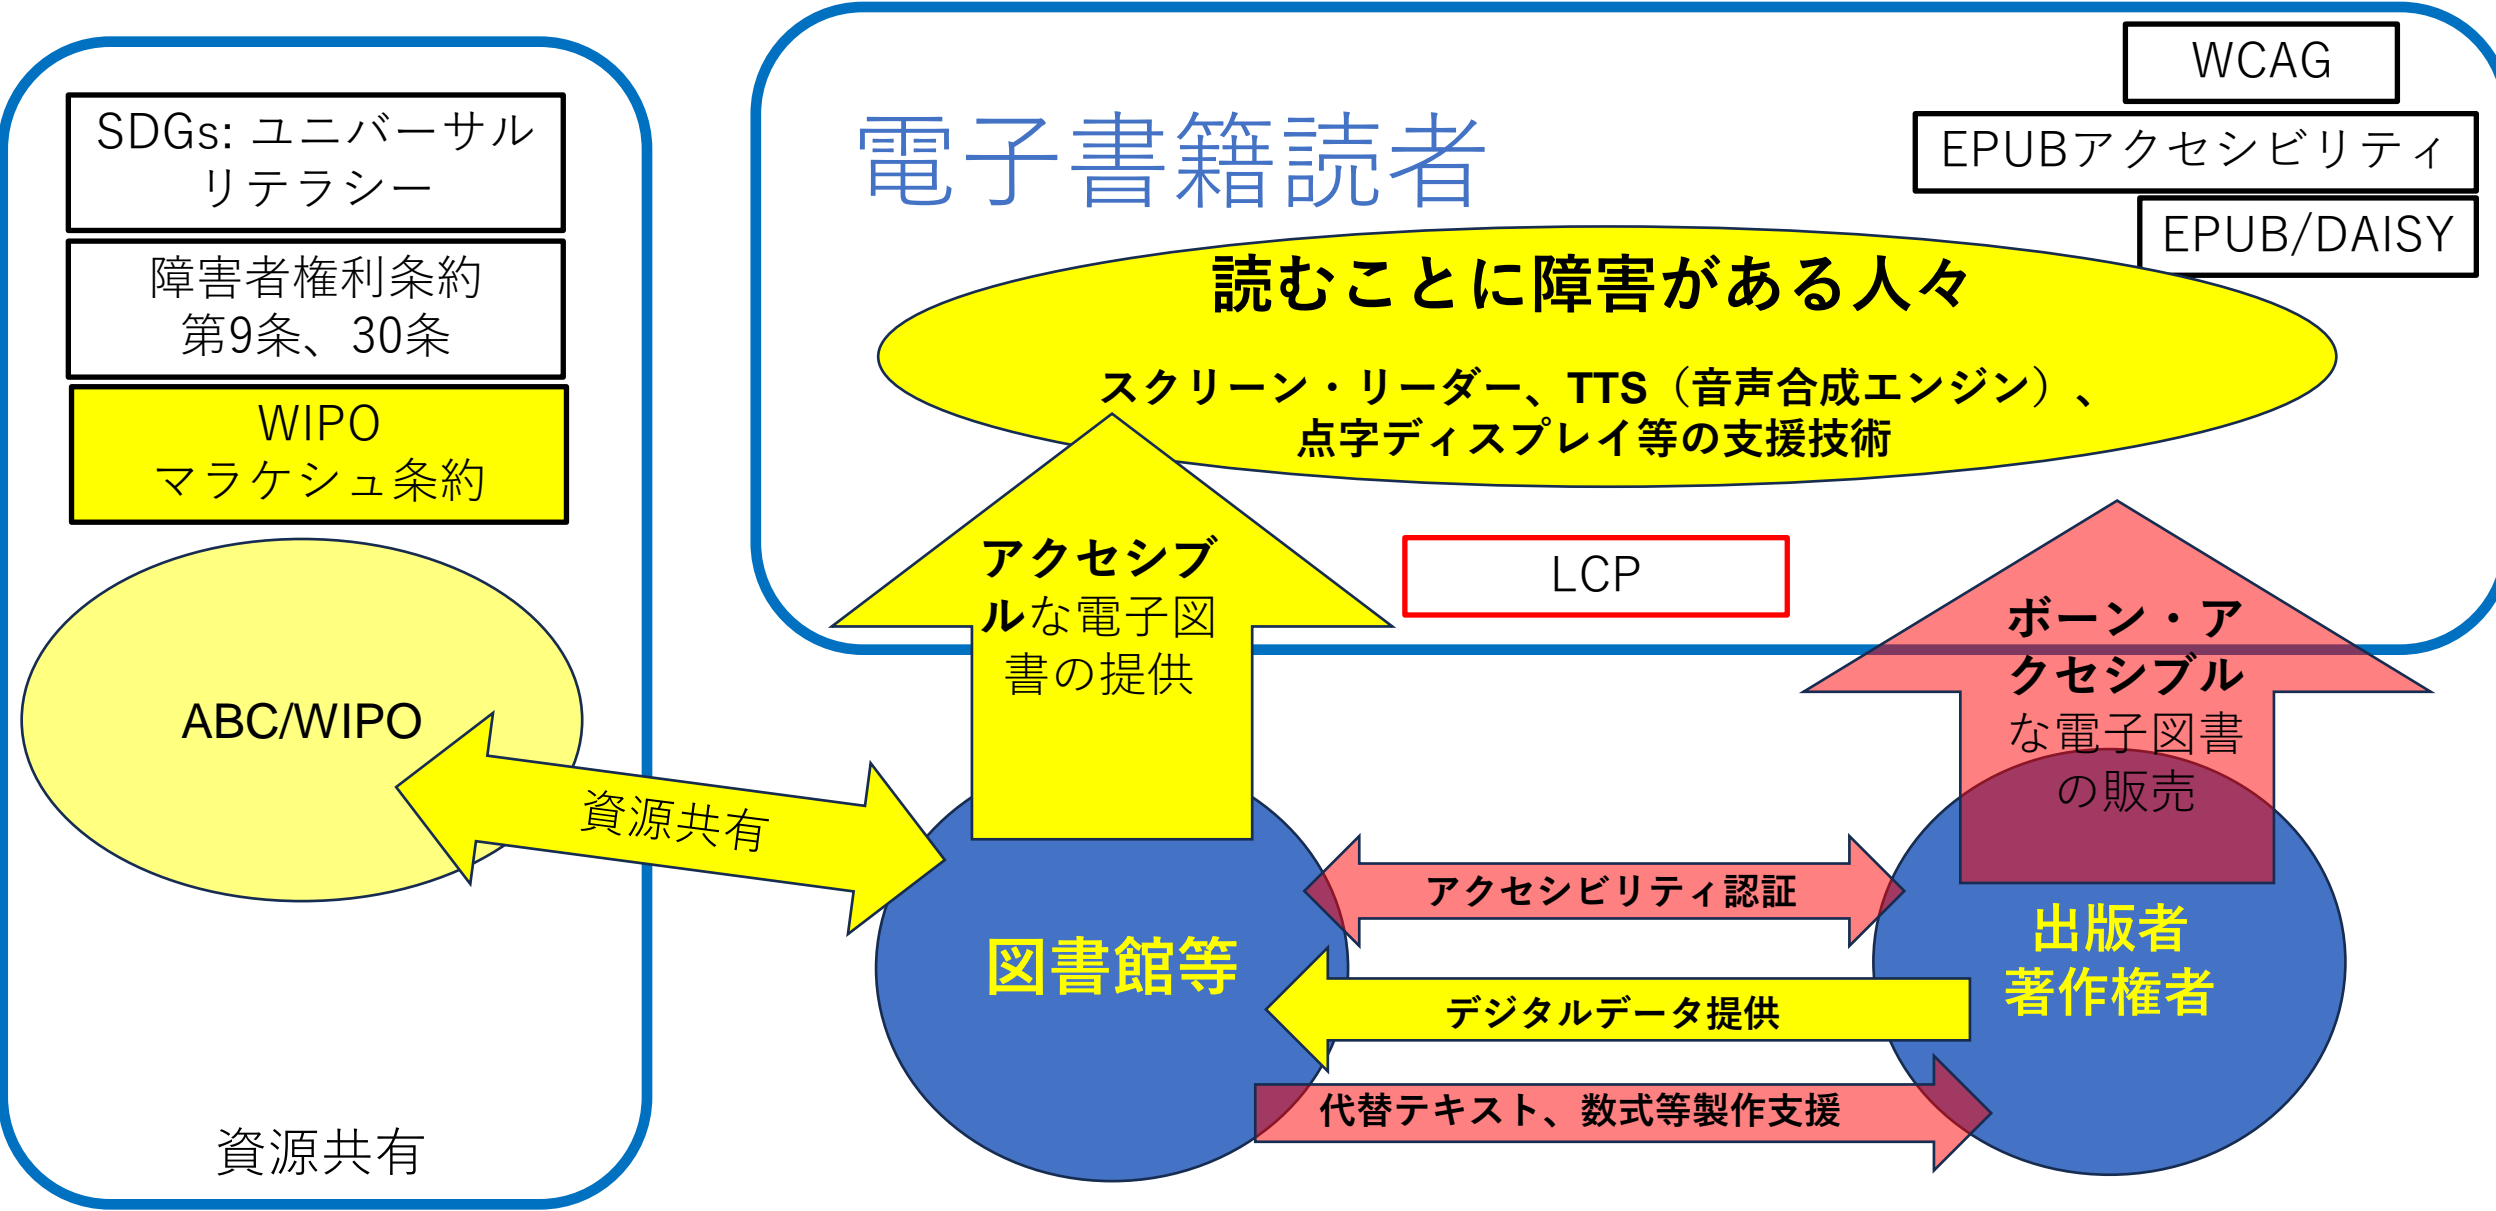 SDGs: ユニバーサル
リテラシー
障害者権利条約
第9条、30条
WIPO
マラケシュ条約
ABC/WIPO
資源共有
資源共有
電子書籍読者
WCAG
EPUBアクセシビリティ
EPUB/DAISY
読むことに障害がある人々
スクリーン・リーダー、TTS（音声合成エンジン）、
点字ディスプレイ等の支援技術
アクセシブ
ルな電子図
書の提供
LCP
ボーン・ア
クセシブル
な電子図書
の販売
図書館等
アクセシビリティ認証
デジタルデータ提供
代替テキスト、数式等製作支援
出版者
著作権者